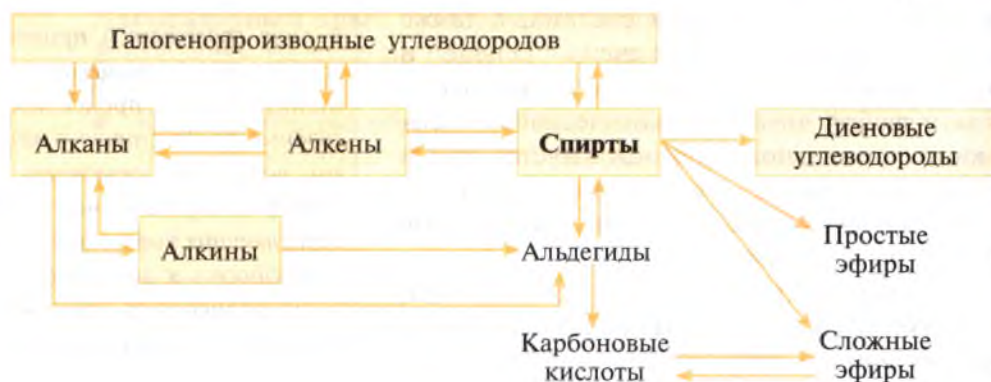 Галогенопроизводные углеводородов
Алканы
Алкены
Спирты
Диеновые
углеводороды
Алкины
Альдегиды
Простые
эфиры
Карбоновые
кислоты
Сложные
эфиры